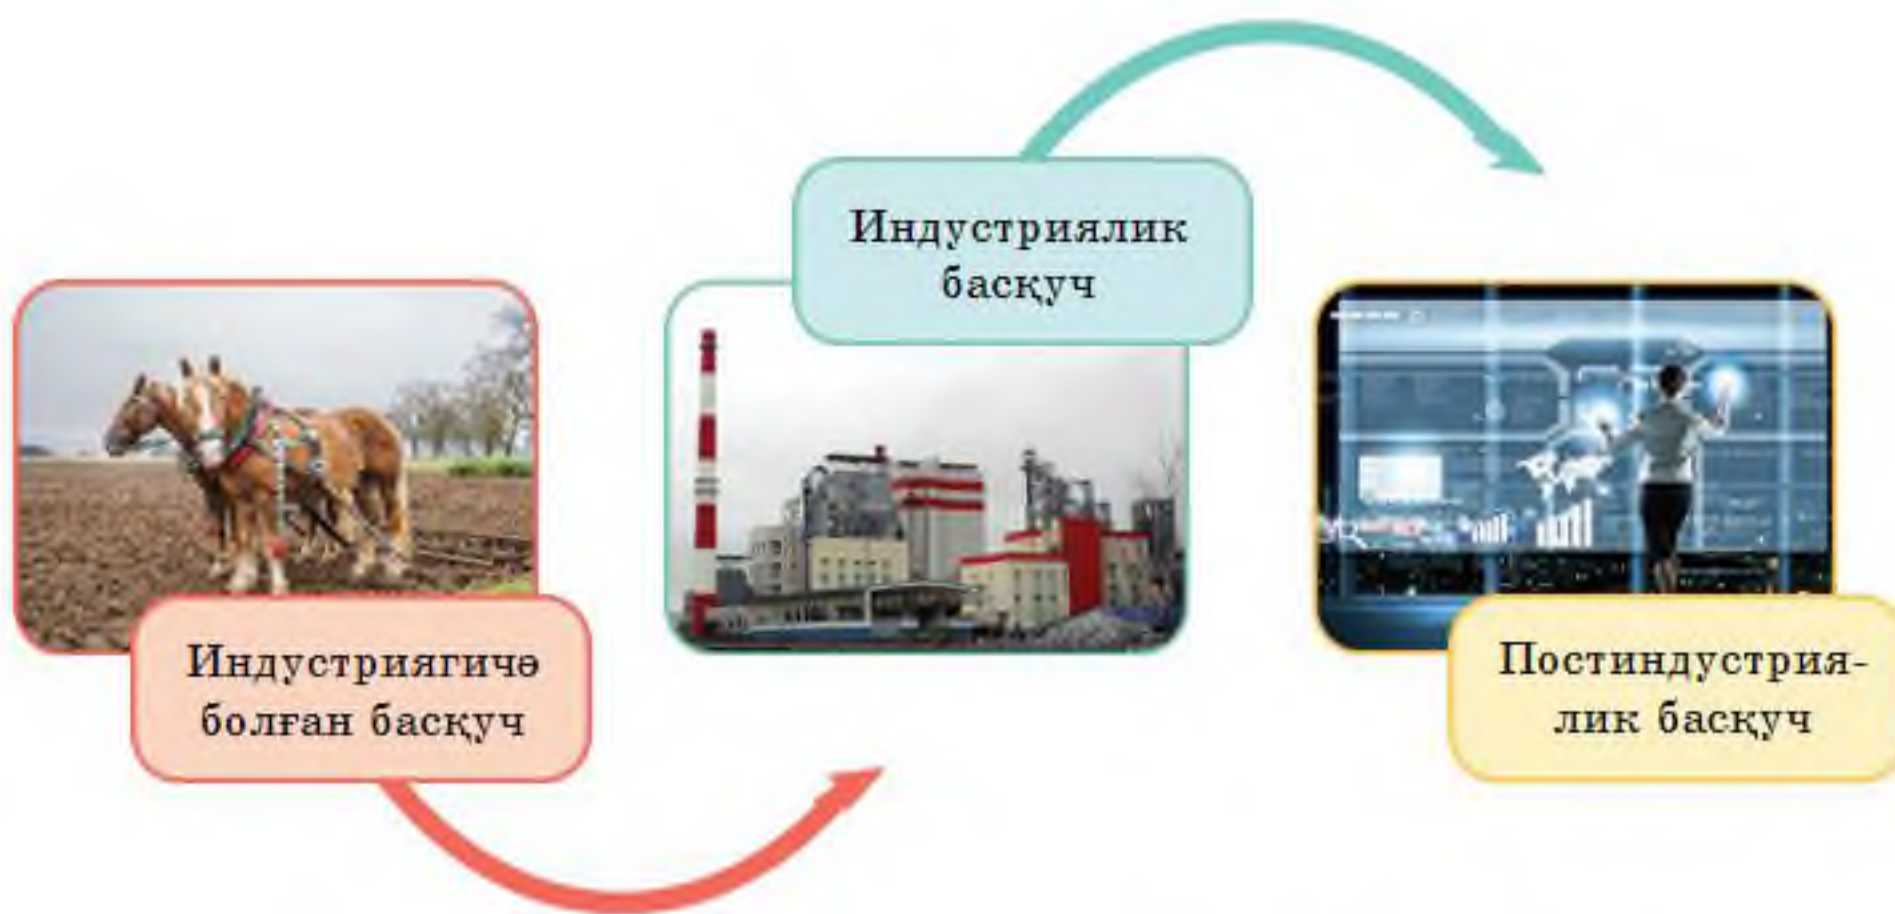 Индустриягичә
болған басқуч
Индустриялик
басқуч
Постиндустрия-
лик басқуч